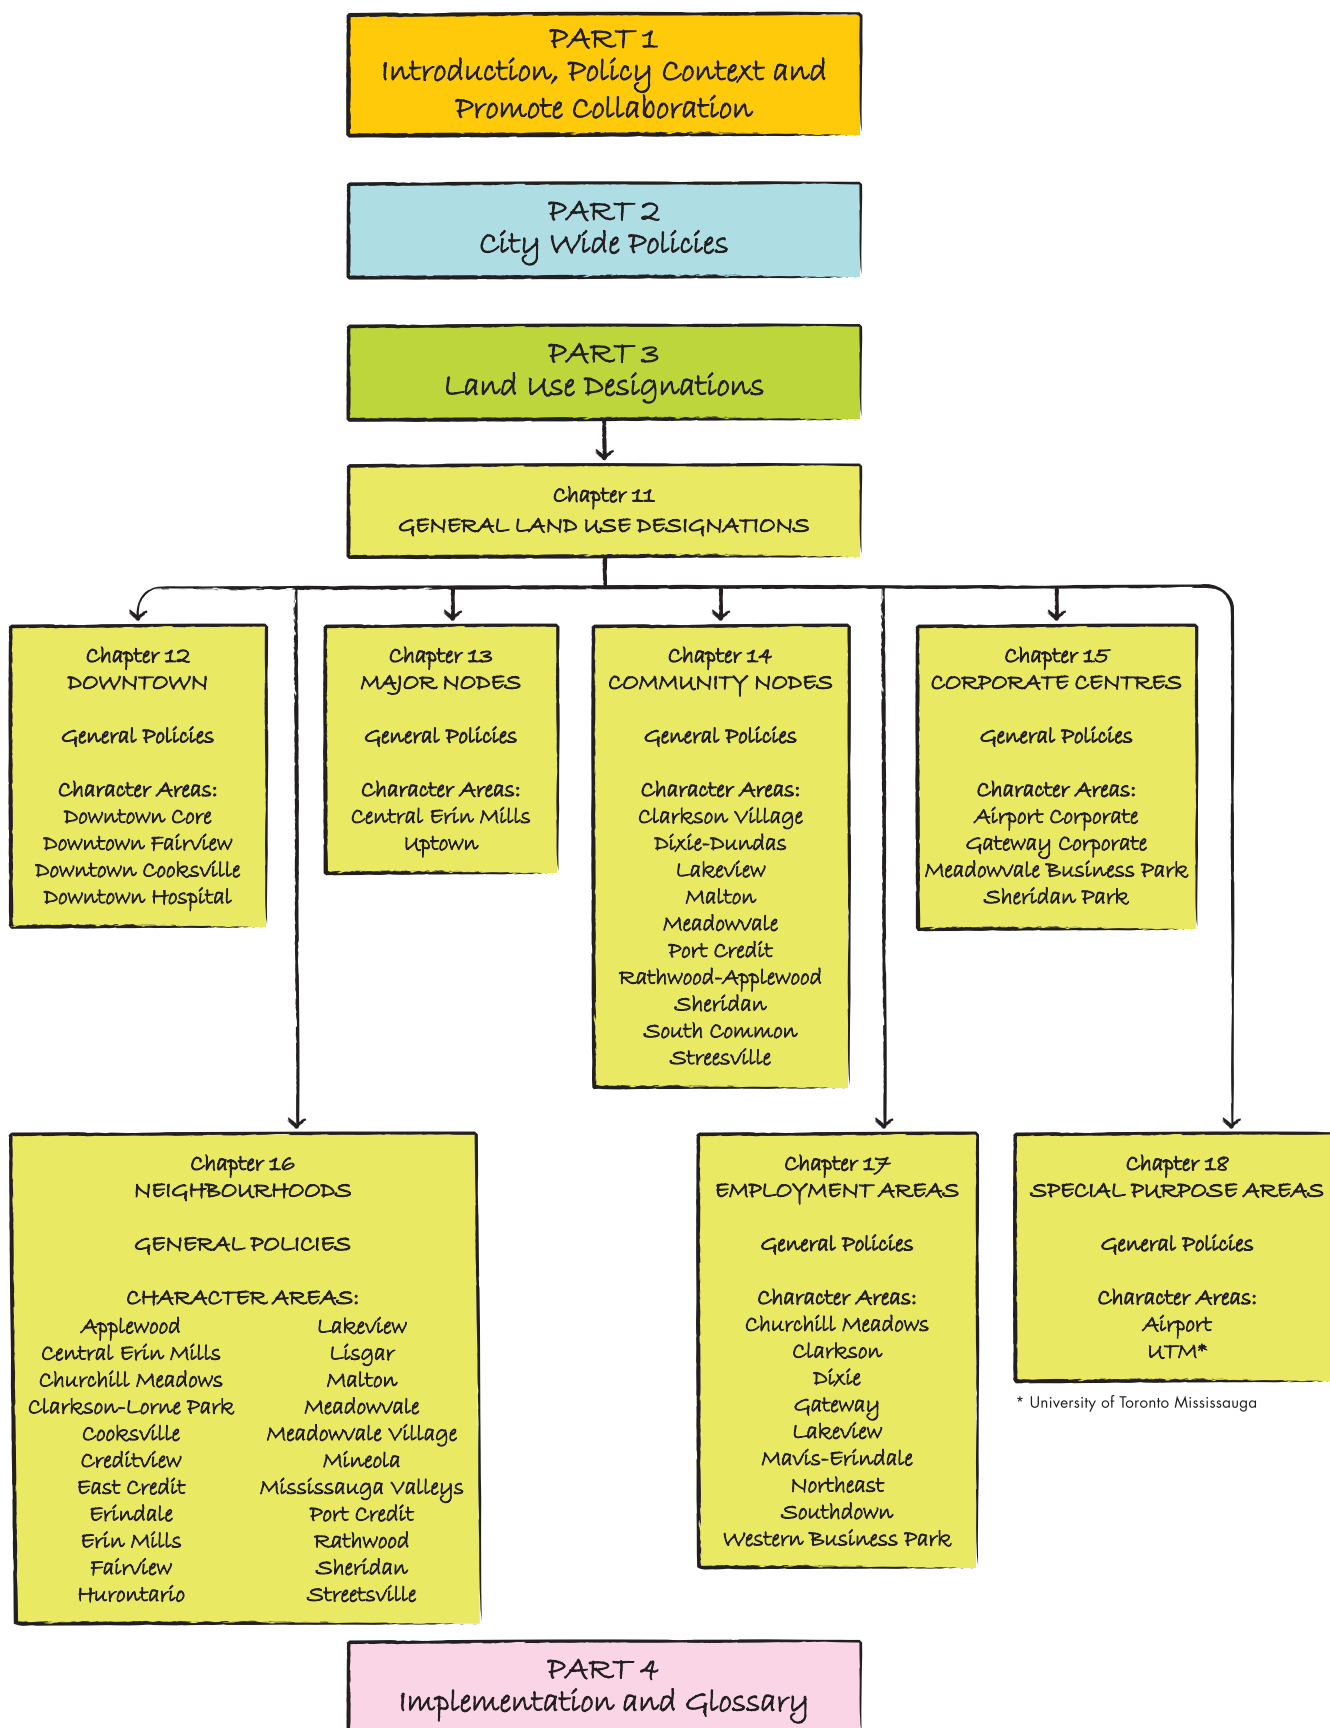 PART 1
Introduction, Policy Context and
Promote Collaboration
PART 2
City Wide Policies
PART 3
Land Use Designations
Chapter 11
GENERAL LAND USE DESIGNATIONS
Chapter 12
DOWNTOWN
General Policies
Character Areas:
Downtown Core
Downtown Fairview
Downtown Cooksville
Downtown Hospital
Chapter 13
MAJOR NODES
General Policies
Character Areas:
Central Erin Mills
Uptown
Chapter 14
COMMUNITY NODES
General Policies
Character Areas:
Clarkson Village
Dixie-Dundas
Lakeview
Malton
Meadowvale
Port Credit
Rathwood-Applewood
Sheridan
South Common
Streesville
Chapter 15
CORPORATE CENTRES
General Policies
Character Areas:
Airport Corporate
Gateway Corporate
Meadowvale Business Park
Sheridan Park
Chapter 16
NEIGHBOURHOODS
GENERAL POLICIES
CHARACTER AREAS:
Applewood
Central Erin Mills
Churchill Meadows
Clarkson-Lorne Park
Cooksville
Creditview
East Credit
Erindale
Erin Mills
Fairview
Hurontario
Lakeview
Lisgar
Malton
Meadowvale
Meadowvale Village
Mineola
Mississauga Valleys
Port Credit
Rathwood
Sheridan
Streetsville
Chapter 17
EMPLOYMENT AREAS
General Policies
Character Areas:
Churchill Meadows
Clarkson
Dixie
Gateway
Lakeview
Mavis-Erindale
Northeast
Southdown
Western Business Park
Chapter 18
SPECIAL PURPOSE AREAS
General Policies
Character Areas:
Airport
UTM*
* University of Toronto Mississauga
PART 4
Implementation and Glossary